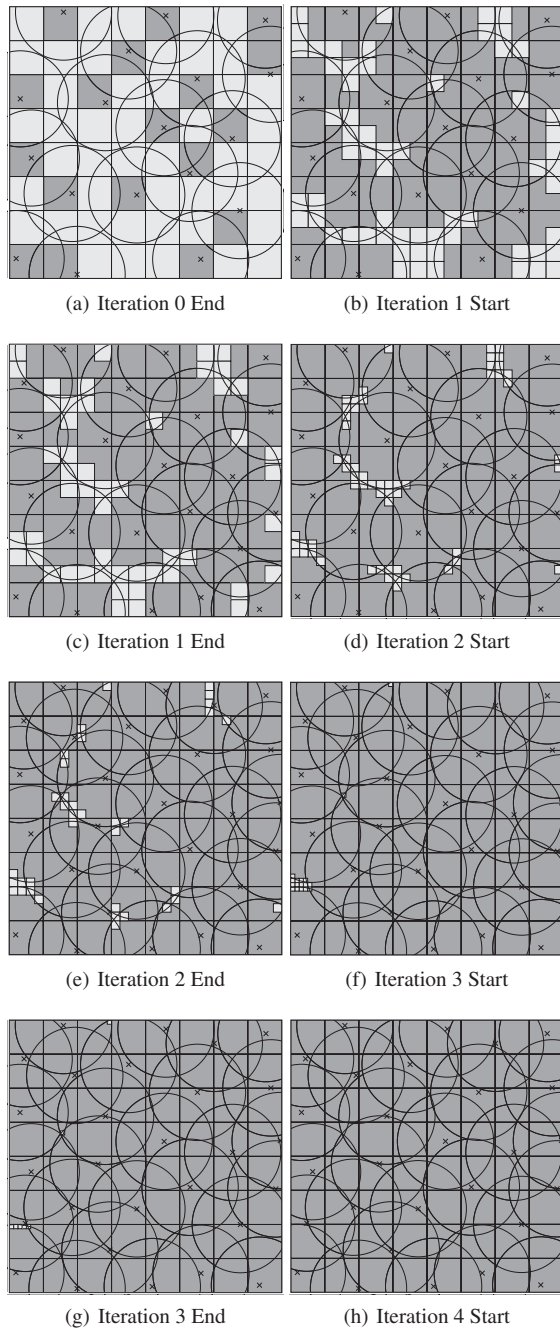 (a) Iteration 0 End
(b) Iteration 1 Start
(c) Iteration 1 End
(d) Iteration 2 Start
(e) Iteration 2 End
(f) Iteration 3 Start
(g) Iteration 3 End
(h) Iteration 4 Start